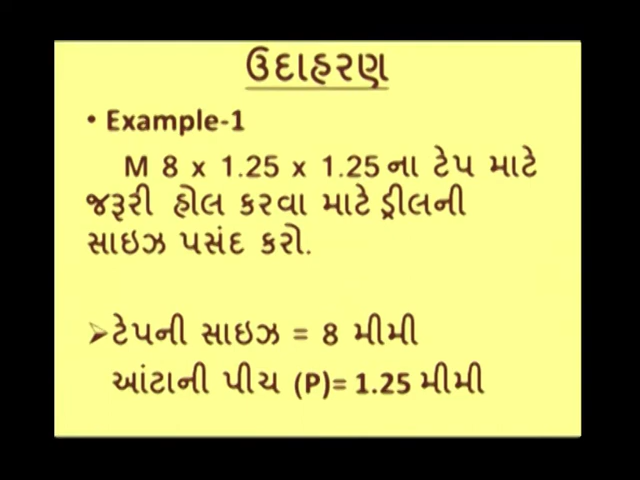 ઉદાહરણ
• Example-1
M 8 x 1.25 x 1.25 ના ટેપ માટે
જરૂરી હોલ કરવા માટે ડ્રીલની
સાઇઝ પસંદ કરો.
➢ ટેપની સાઇઝ = 8 મીમી
આંટાની પીચ (P)= 1.25 મીમી